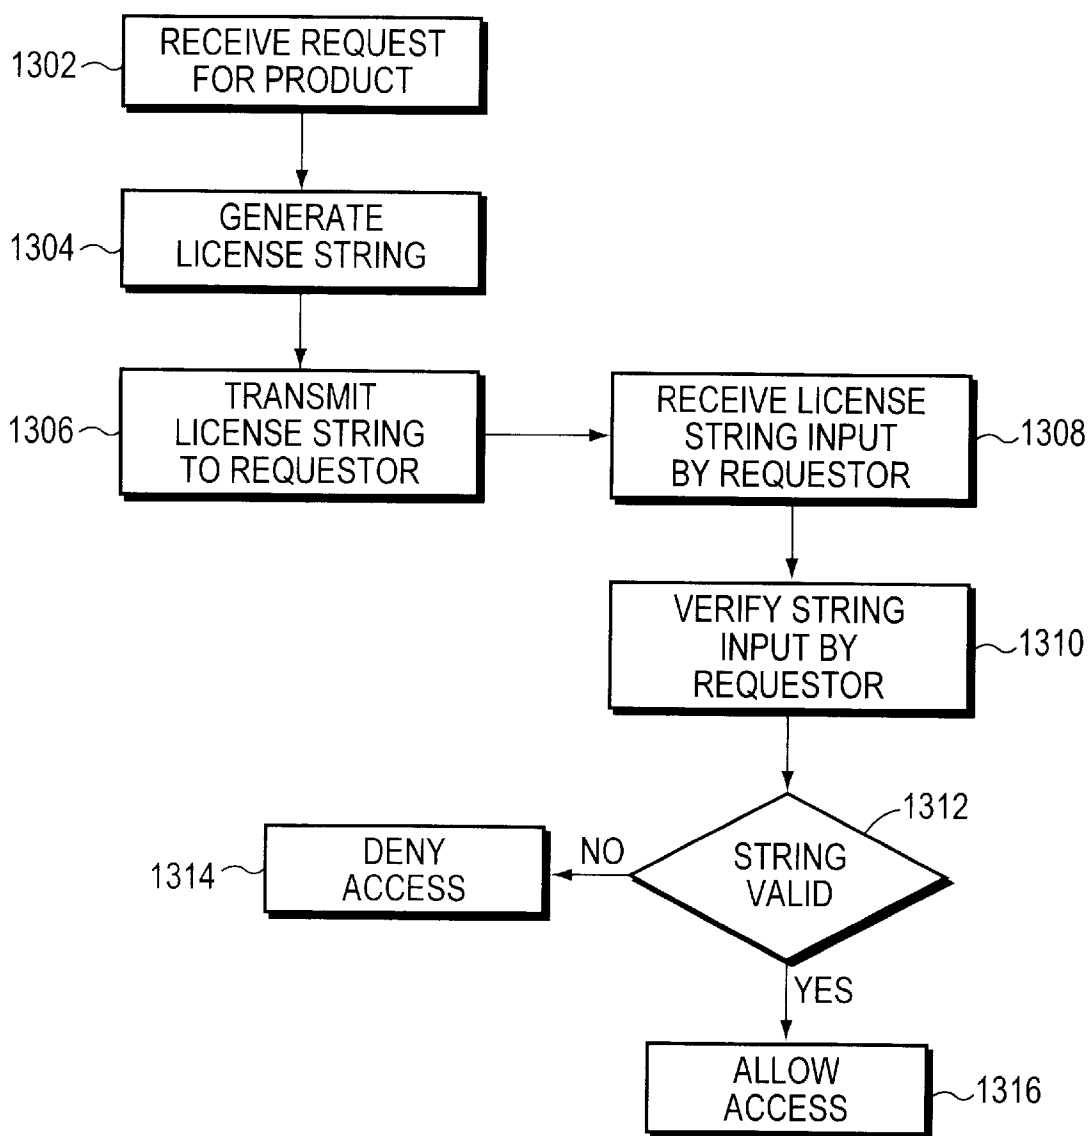 1302
RECEIVE REQUEST
FOR PRODUCT
1304
GENERATE
LICENSE STRING
1306
TRANSMIT
LICENSE STRING
TO REQUESTOR
RECEIVE LICENSE
STRING INPUT
BY REQUESTOR
1308
VERIFY STRING
INPUT BY
REQUESTOR
1310
1312
STRING
VALID
NO
1314
DENY
ACCESS
YES
ALLOW
ACCESS
1316